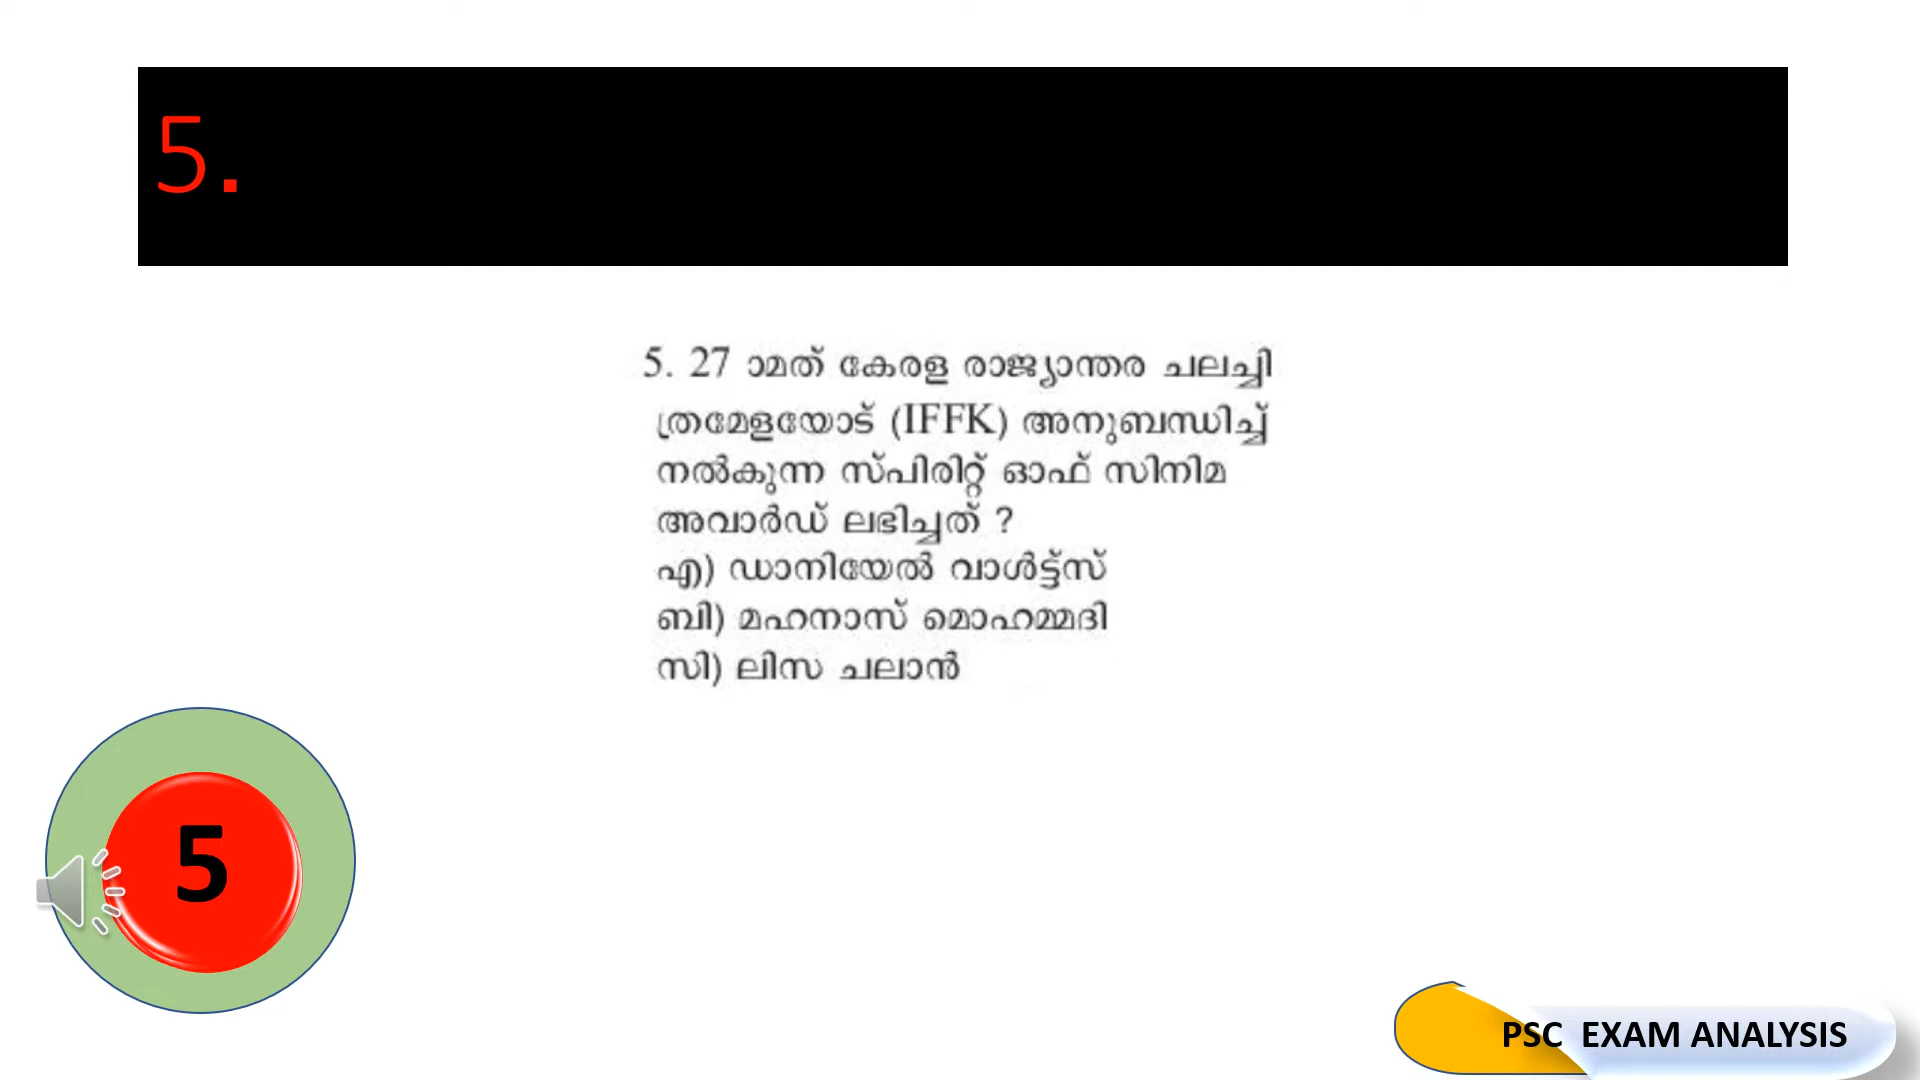 5.
5. 27 ാമത് കേരള രാജ്യാന്തര ചലച്ചി
ത്രമേളയോട് (IFFK) അനുബന്ധിച്ച്
നൽകുന്ന സ്പിരിറ്റ് ഓഫ് സിനിമ
അവാർഡ് ലഭിച്ചത് ?
എ) ഡാനിയേൽ വാൾട്ട്സ്
ബി) മഹനാസ് മൊഹമ്മദി
സി) ലിസ ചലാൻ
5
PSC EXAM ANALYSIS